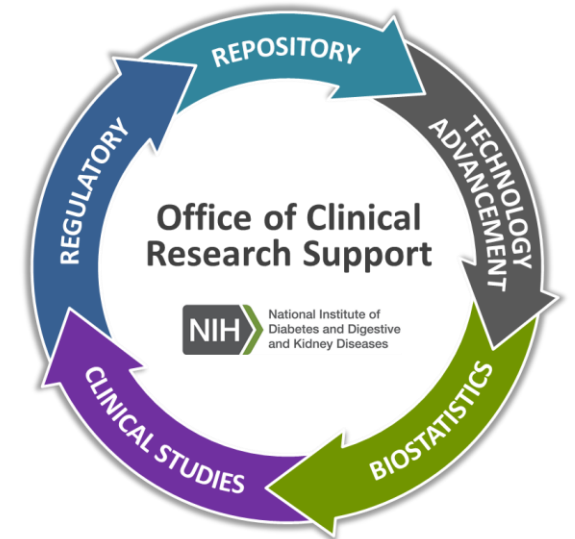 REPOSITORY
TECHNOLOGY
ADVANCEMENT
BIOSTATISTICS
CLINICAL STUDIES
REGULATORY
Office of Clinical
Research Support
NIH
National Institute of
Diabetes and Digestive
and Kidney Diseases